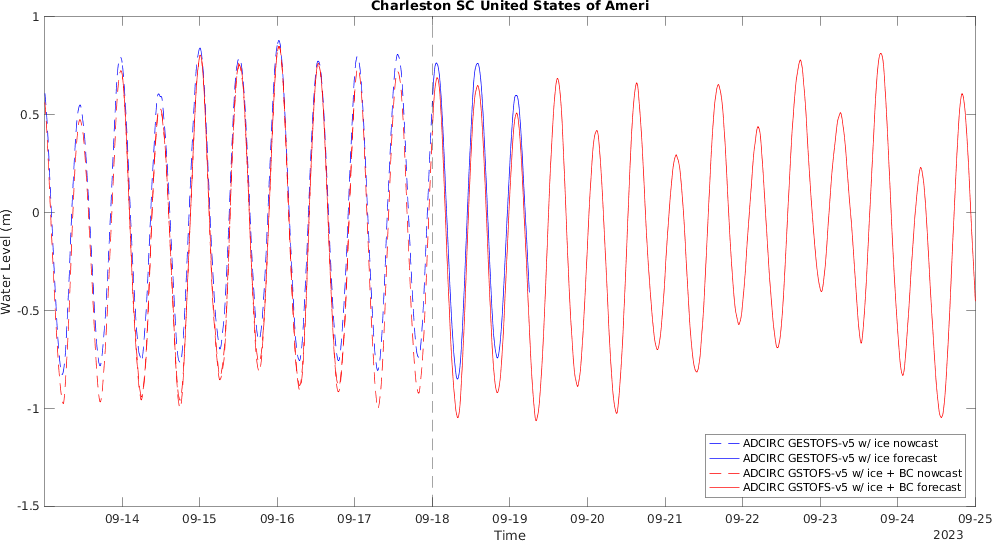 Charleston SC United States of Ameri
1
0.5
0
-0.5
-1
-1.5
Water Level (m)
ADCIRC GESTOFS-v5 w/ ice nowcast
ADCIRC GESTOFS-v5 w/ ice forecast
ADCIRC GSTOFS-v5 w/ ice + BC nowcast
ADCIRC GSTOFS-v5 w/ ice + BC forecast
09-14 09-15 09-16 09-17 09-18 09-19 09-20 09-21 09-22 09-23 09-24 09-25
Time
2023